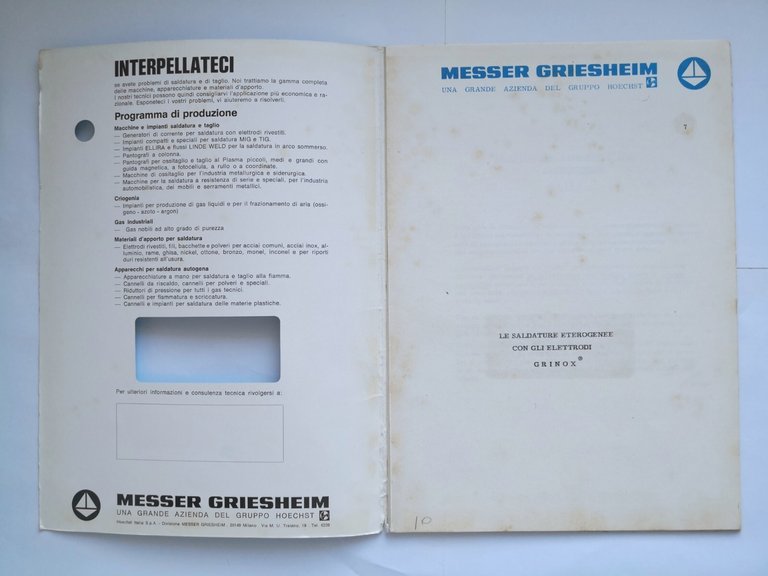 INTERPELLATECI
se avete problemi di saldatura e di taglio. Noi trattiamo la gamma completa
delle macchine, apparecchiature e materiali d'apporto.
I nostri tecnici possono quindi consigliarvi l'applicazione più economica e ra-
zionale. Esponeteci i vostri problemi, vi aiuteremo a risolverli.
Programma di produzione
Macchine e impianti saldatura e taglio
— Generatori di corrente per saldatura con elettrodi rivestiti.
— Impianti compatti e speciali per saldatura MIG e TIG.
— Impianti ELLIRA e flussi LINDE WELD per la saldatura in arco sommerso.
— Pantografi a colonna.
— Pantografi per ossitaglio e taglio al Plasma piccoli, medi e grandi con
guida magnetica, a fotocellula, a rullo o a coordinate.
— Macchine di ossitaglio per l'industria metallurgica e siderurgica.
— Macchine per la saldatura a resistenza di serie e speciali, per l'industria
automobilistica, dei mobili e serramenti metallici.
Criogenia
— Impianti per produzione di gas liquidi e per il frazionamento di aria (ossi-
geno - azoto - argon)
Gas industriali
— Gas nobili ad alto grado di purezza
Materiali d'apporto per saldatura
— Elettrodi rivestiti, fili, bacchette e polveri per acciai comuni, acciai inox, al-
luminio, rame, ghisa, nickel, ottone, bronzo, monel, inconel e per riporti
duri resistenti all'usura.
Apparecchi per saldatura autogena
— Apparecchiature a mano per saldatura e taglio alla fiamma.
— Cannelli da riscaldo, cannelli per polveri e speciali.
— Riduttori di pressione per tutti i gas tecnici.
— Cannelli per fiammatura e scriccatura.
— Cannelli e impianti per saldatura delle materie plastiche.
Per ulteriori informazioni e consulenza tecnica rivolgersi a:
MESSER GRIESHEIM
UNA GRANDE AZIENDA DEL GRUPPO HOECHST
Hoechst Italia S.p.A - Divisione MESSER GRIESHEIM - 20149 Milano
MESSER GRIESHEIM
UNA GRANDE AZIENDA DEL GRUPPO HOECHST
7
LE SALDATURE ETEROGENEE
CON GLI ELETTRODI
GRINOX®
10